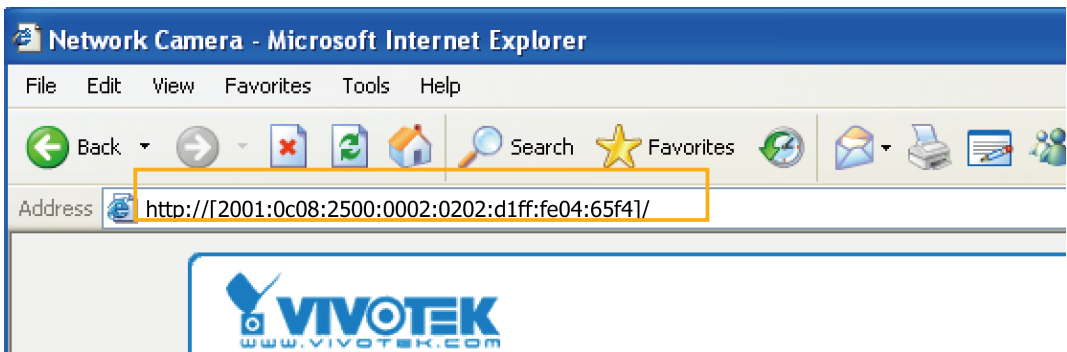 Network Camera - Microsoft Internet Explorer
File Edit View Favorites Tools Help
Back Search Favorites
Address http://[2001:0c08:2500:0002:0202:d1ff:fe04:65f4]/
VIVOTEK
www.vivotek.com